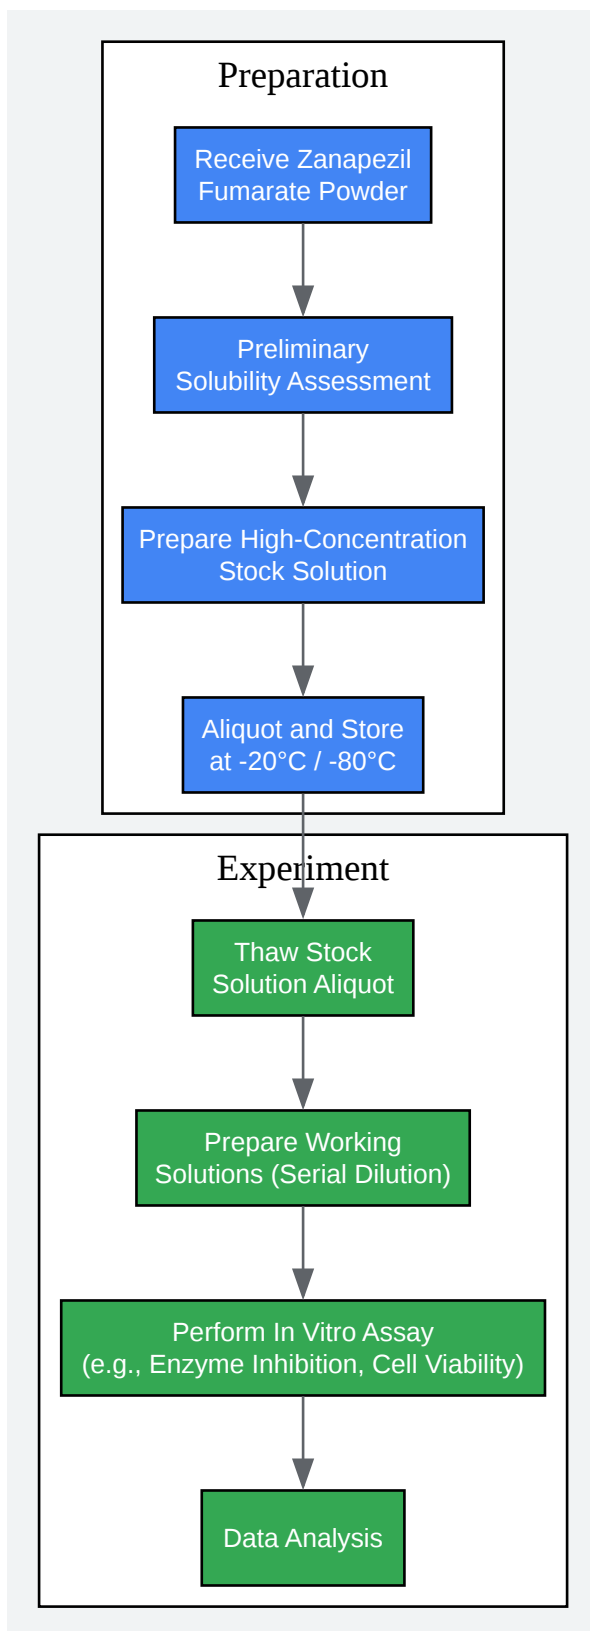 Preparation
Receive Zanapezil
Fumarate Powder
Preliminary
Solubility Assessment
Prepare High-Concentration
Stock Solution
Aliquot and Store
at -20°C / -80°C
Experiment
Thaw Stock
Solution Aliquot
Prepare Working
Solutions (Serial Dilution)
Perform In Vitro Assay
(e.g., Enzyme Inhibition, Cell Viability)
Data Analysis